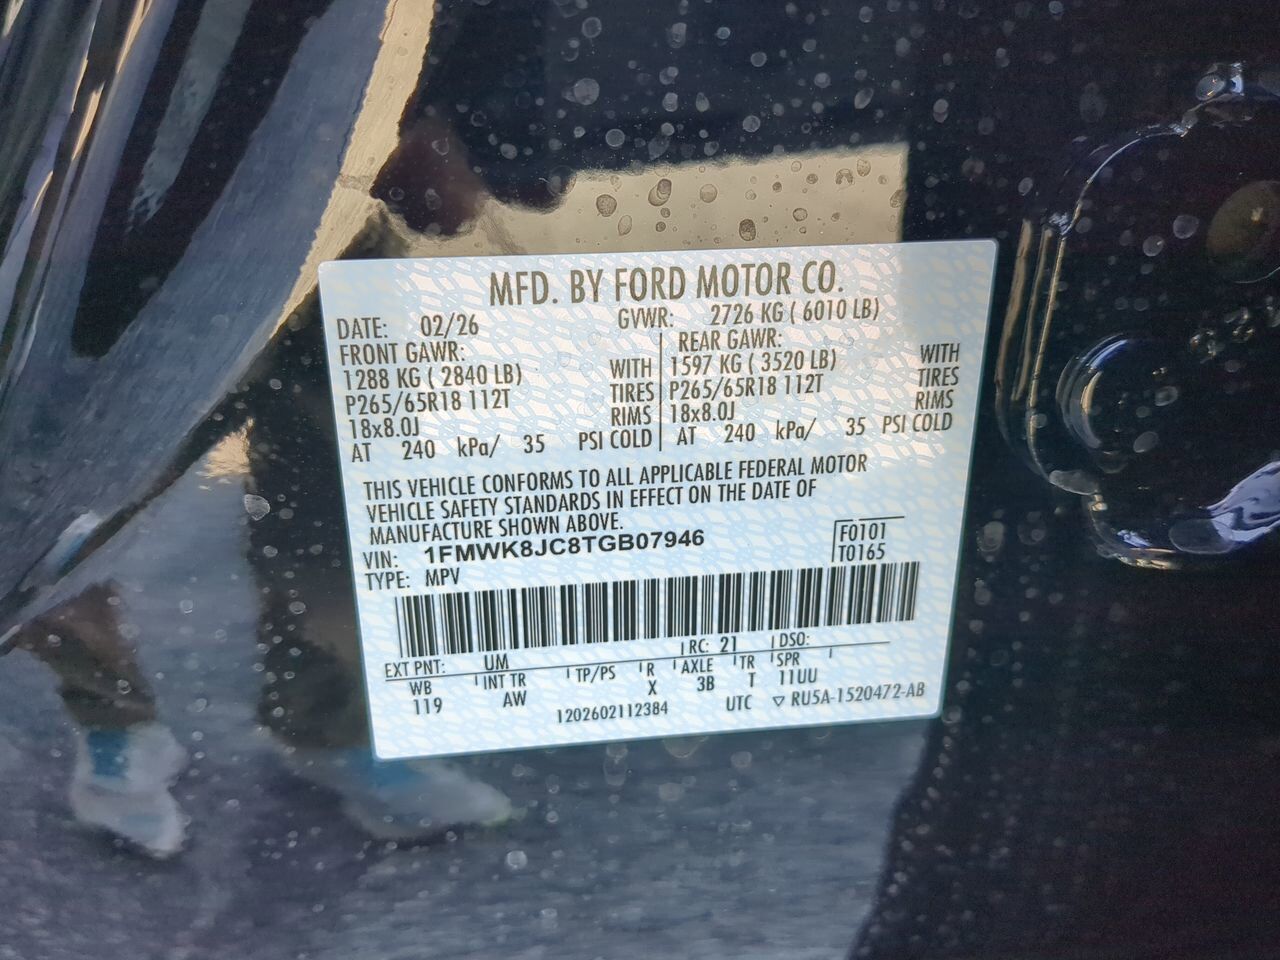 MFD. BY FORD MOTOR CO.
DATE: 02/26 GVWR: 2726 KG ( 6010 LB)
FRONT GAWR: REAR GAWR:
1288 KG ( 2840 LB) WITH 1597 KG ( 3520 LB) WITH
P265/65R18 112T TIRES P265/65R18 112T TIRES
18x8.0J RIMS 18x8.0J RIMS
AT 240 kPa/ 35 PSI COLD AT 240 kPa/ 35 PSI COLD
THIS VEHICLE CONFORMS TO ALL APPLICABLE FEDERAL MOTOR
VEHICLE SAFETY STANDARDS IN EFFECT ON THE DATE OF
MANUFACTURE SHOWN ABOVE.
VIN: 1FMWK8JC8TGB07946 F0101
TYPE: MPV T0165
EXT PNT: UM RC: 21 DSO:
WB INT TR TP/PS R AXLE TR SPR
119 AW X 3B T 11UU
1202602112384 UTC ▽ RU5A-1520472-AB